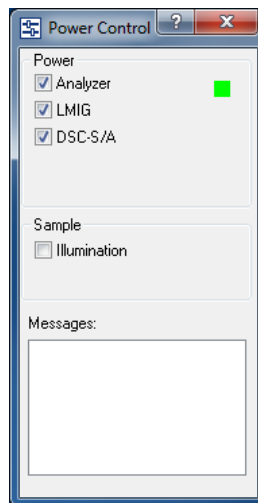 Power Control
Power
Analyzer
LMIG
DSC-S/A
Sample
Illumination
Messages: